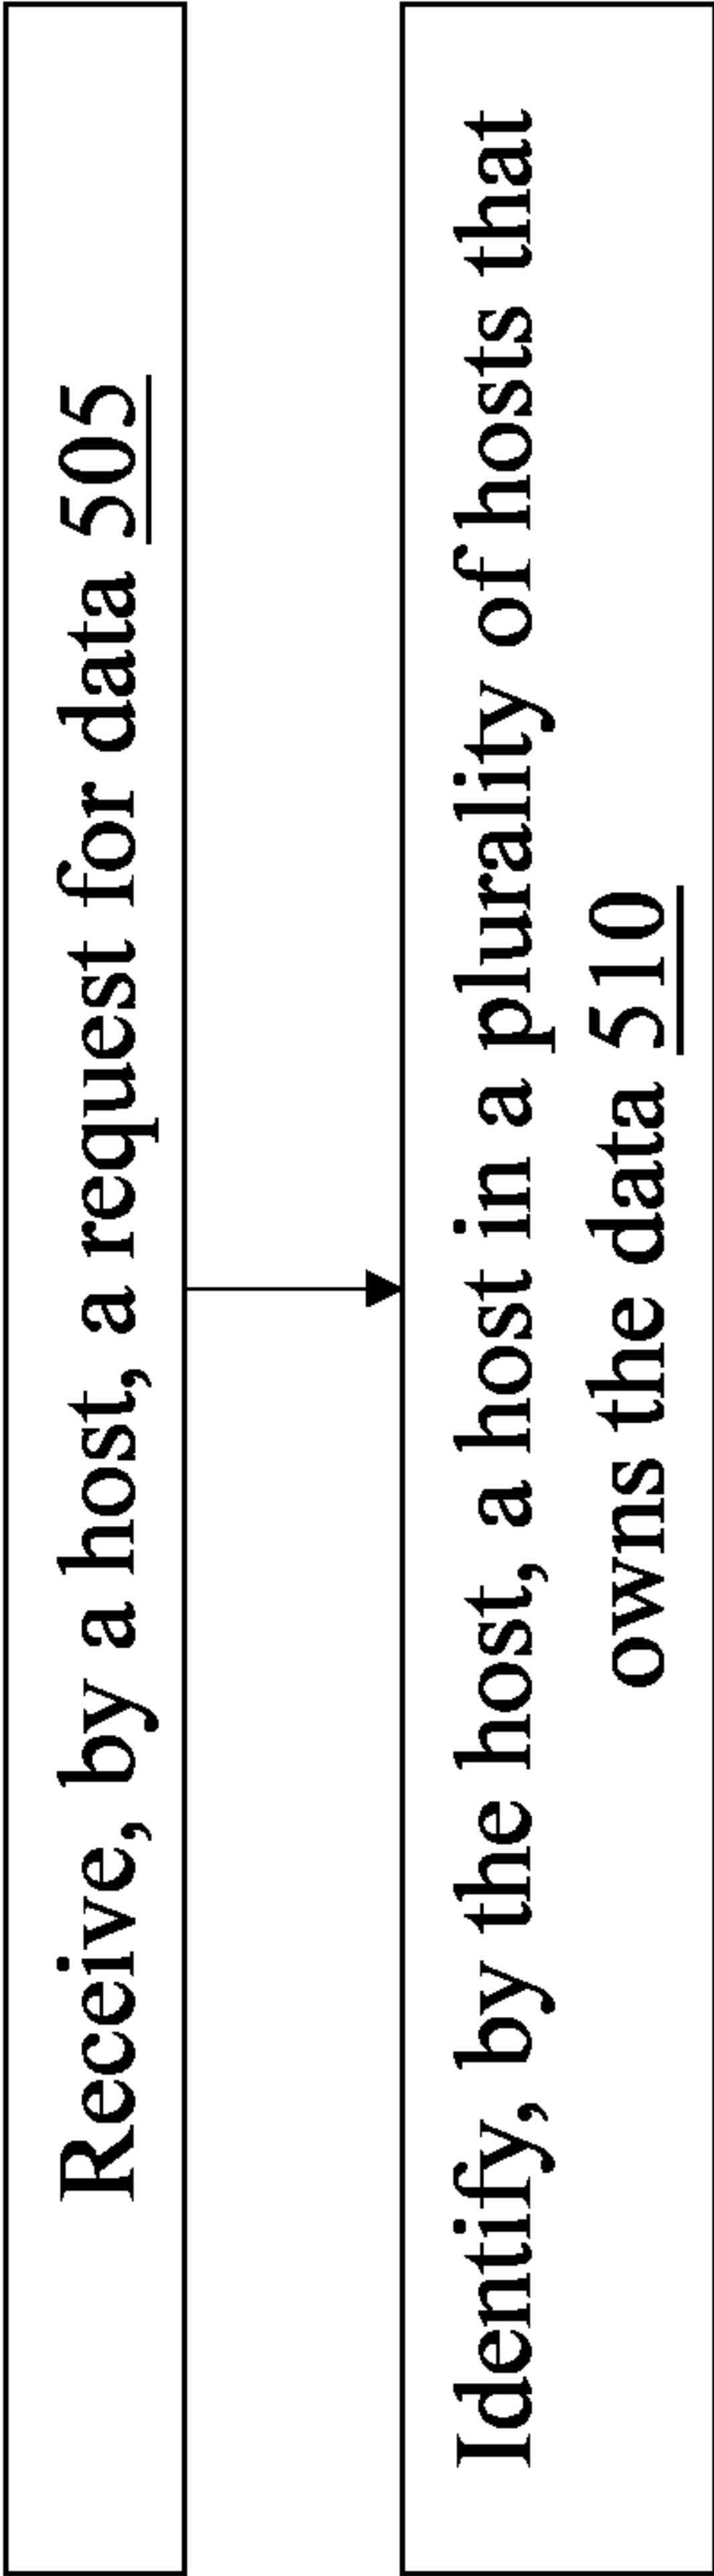 Receive, by a host, a request for data 505
Identify, by the host, a host in a plurality of hosts that
owns the data 510